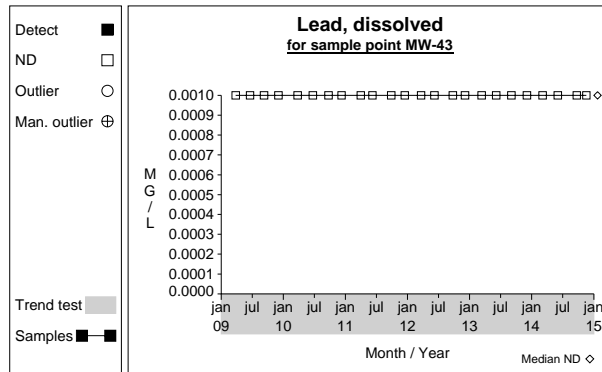 Detect
ND
Outlier
Man. outlier
Trend test
Samples
Lead, dissolved
for sample point MW-43
M
G
/
L
0.0010
0.0009
0.0008
0.0007
0.0006
0.0005
0.0004
0.0003
0.0002
0.0001
0.0000
jan jul jan jul jan jul jan jul jan jul jan jul jan
09 10 11 12 13 14 15
Month / Year
Median ND